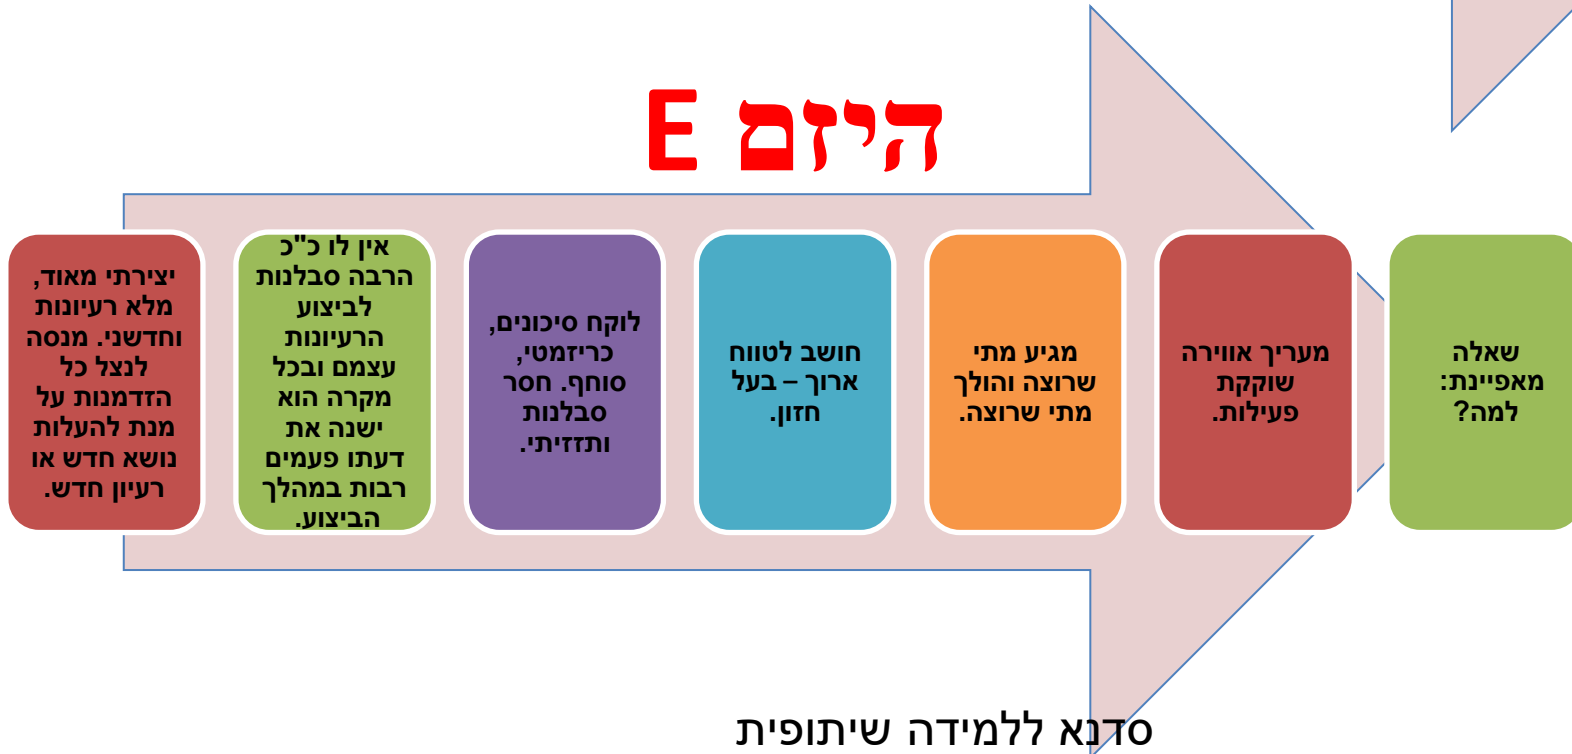 היזם E
יצירתי מאוד,
מלא רעיונות
וחדשני. מנסה
לנצל כל
הזדמנות על
מנת להעלות
נושא חדש או
רעיון חדש.
אין לו כ"כ
הרבה סבלנות
לביצוע
הרעיונות
עצמם ובכל
מקרה הוא
ישנה את
דעתו פעמים
רבות במהלך
הביצוע.
לוקח סיכונים,
כריזמטי,
סוחף. חסר
סבלנות
ותזזיתי.
חושב לטווח
ארוך – בעל
חזון.
מגיע מתי
שרוצה והולך
מתי שרוצה.
מעריך אווירה
שוקקת
פעילות.
שאלה
מאפיינת:
למה?
סדנא ללמידה שיתופית